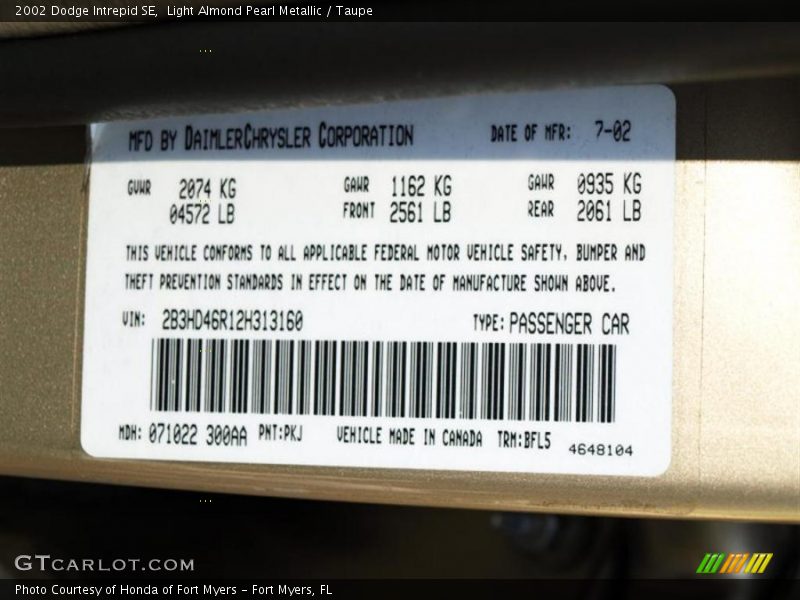 2002 Dodge Intrepid SE,  Light Almond Pearl Metallic / Taupe
MFD BY DAIMLERCHRYSLER CORPORATION DATE OF MFR: 7-02
GVWR 2074 KG GAWR 1162 KG GAWR 0935 KG
04572 LB FRONT 2561 LB REAR 2061 LB
THIS VEHICLE CONFORMS TO ALL APPLICABLE FEDERAL MOTOR VEHICLE SAFETY, BUMPER AND
THEFT PREVENTION STANDARDS IN EFFECT ON THE DATE OF MANUFACTURE SHOWN ABOVE.
VIN: 2B3HD46R12H313160 TYPE: PASSENGER CAR
MDH: 071022 300AA PNT:PKJ VEHICLE MADE IN CANADA TRM:BFL5 4648104
GTCARLOT.COM
Photo Courtesy of Honda of Fort Myers - Fort Myers, FL